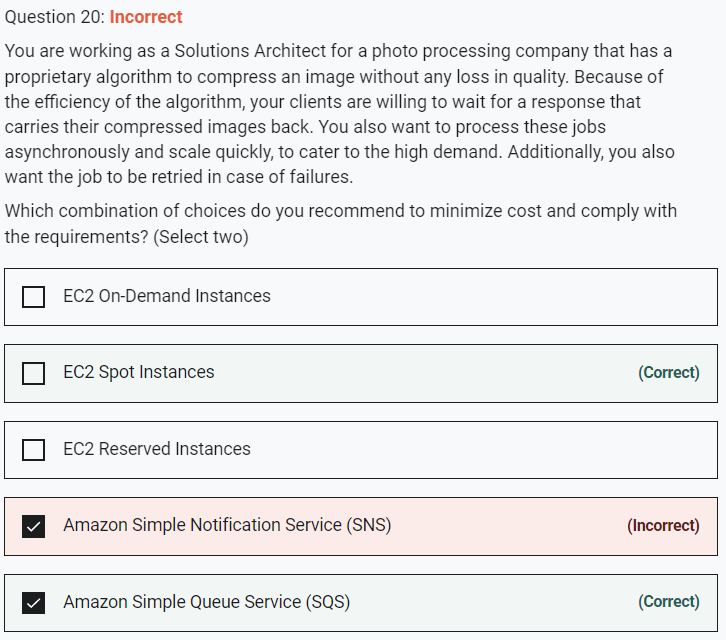 Question 20: Incorrect
You are working as a Solutions Architect for a photo processing company that has a
proprietary algorithm to compress an image without any loss in quality. Because of
the efficiency of the algorithm, your clients are willing to wait for a response that
carries their compressed images back. You also want to process these jobs
asynchronously and scale quickly, to cater to the high demand. Additionally, you also
want the job to be retried in case of failures.
Which combination of choices do you recommend to minimize cost and comply with
the requirements? (Select two)
EC2 On-Demand Instances
EC2 Spot Instances (Correct)
EC2 Reserved Instances
Amazon Simple Notification Service (SNS) (Incorrect)
Amazon Simple Queue Service (SQS) (Correct)